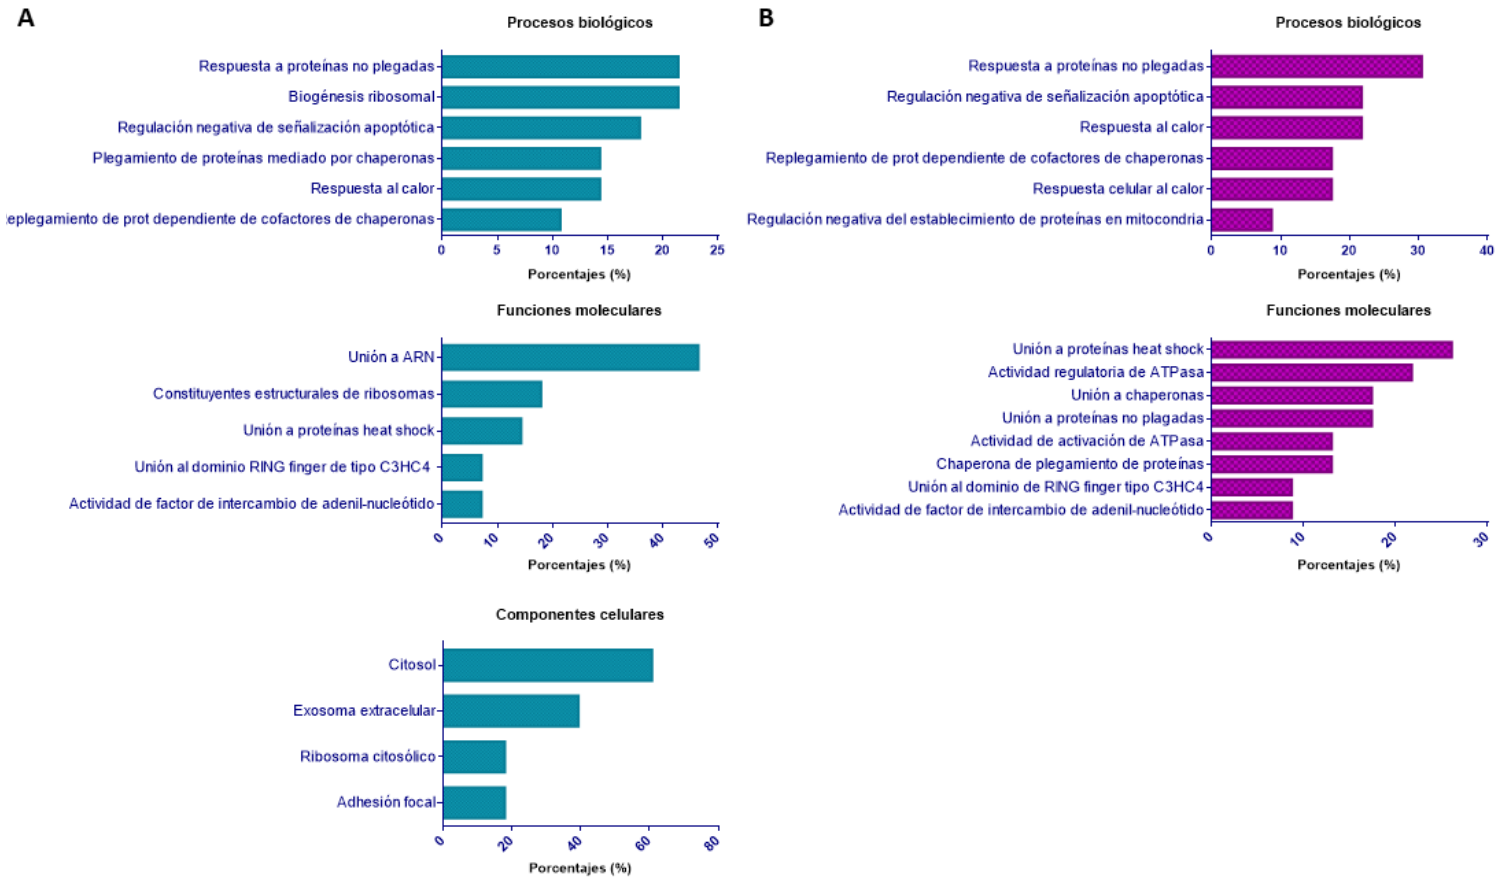 A
Procesos biológicos
Respuesta a proteínas no plegadas
Biogénesis ribosomal
Regulación negativa de señalización apoptótica
Plegamiento de proteínas mediado por chaperonas
Respuesta al calor
eplegamiento de prot dependiente de cofactores de chaperonas
0 5 10 15 20 25
Porcentajes (%)
Funciones moleculares
Unión a ARN
Constituyentes estructurales de ribosomas
Unión a proteínas heat shock
Unión al dominio RING finger de tipo C3HC4
Actividad de factor de intercambio de adenil-nucleótido
0 10 20 30 40 50
Porcentajes (%)
Componentes celulares
Citosol
Exosoma extracelular
Ribosoma citosólico
Adhesión focal
0 20 40 60 80
Porcentajes (%)
B
Procesos biológicos
Respuesta a proteínas no plegadas
Regulación negativa de señalización apoptótica
Respuesta al calor
Replegamiento de prot dependiente de cofactores de chaperonas
Respuesta celular al calor
Regulación negativa del establecimiento de proteínas en mitocondria
0 10 20 30 40
Porcentajes (%)
Funciones moleculares
Unión a proteínas heat shock
Actividad regulatoria de ATPasa
Unión a chaperonas
Unión a proteínas no plagadas
Actividad de activación de ATPasa
Chaperona de plegamiento de proteínas
Unión al dominio de RING finger tipo C3HC4
Actividad de factor de intercambio de adenil-nucleótido
0 10 20 30
Porcentajes (%)